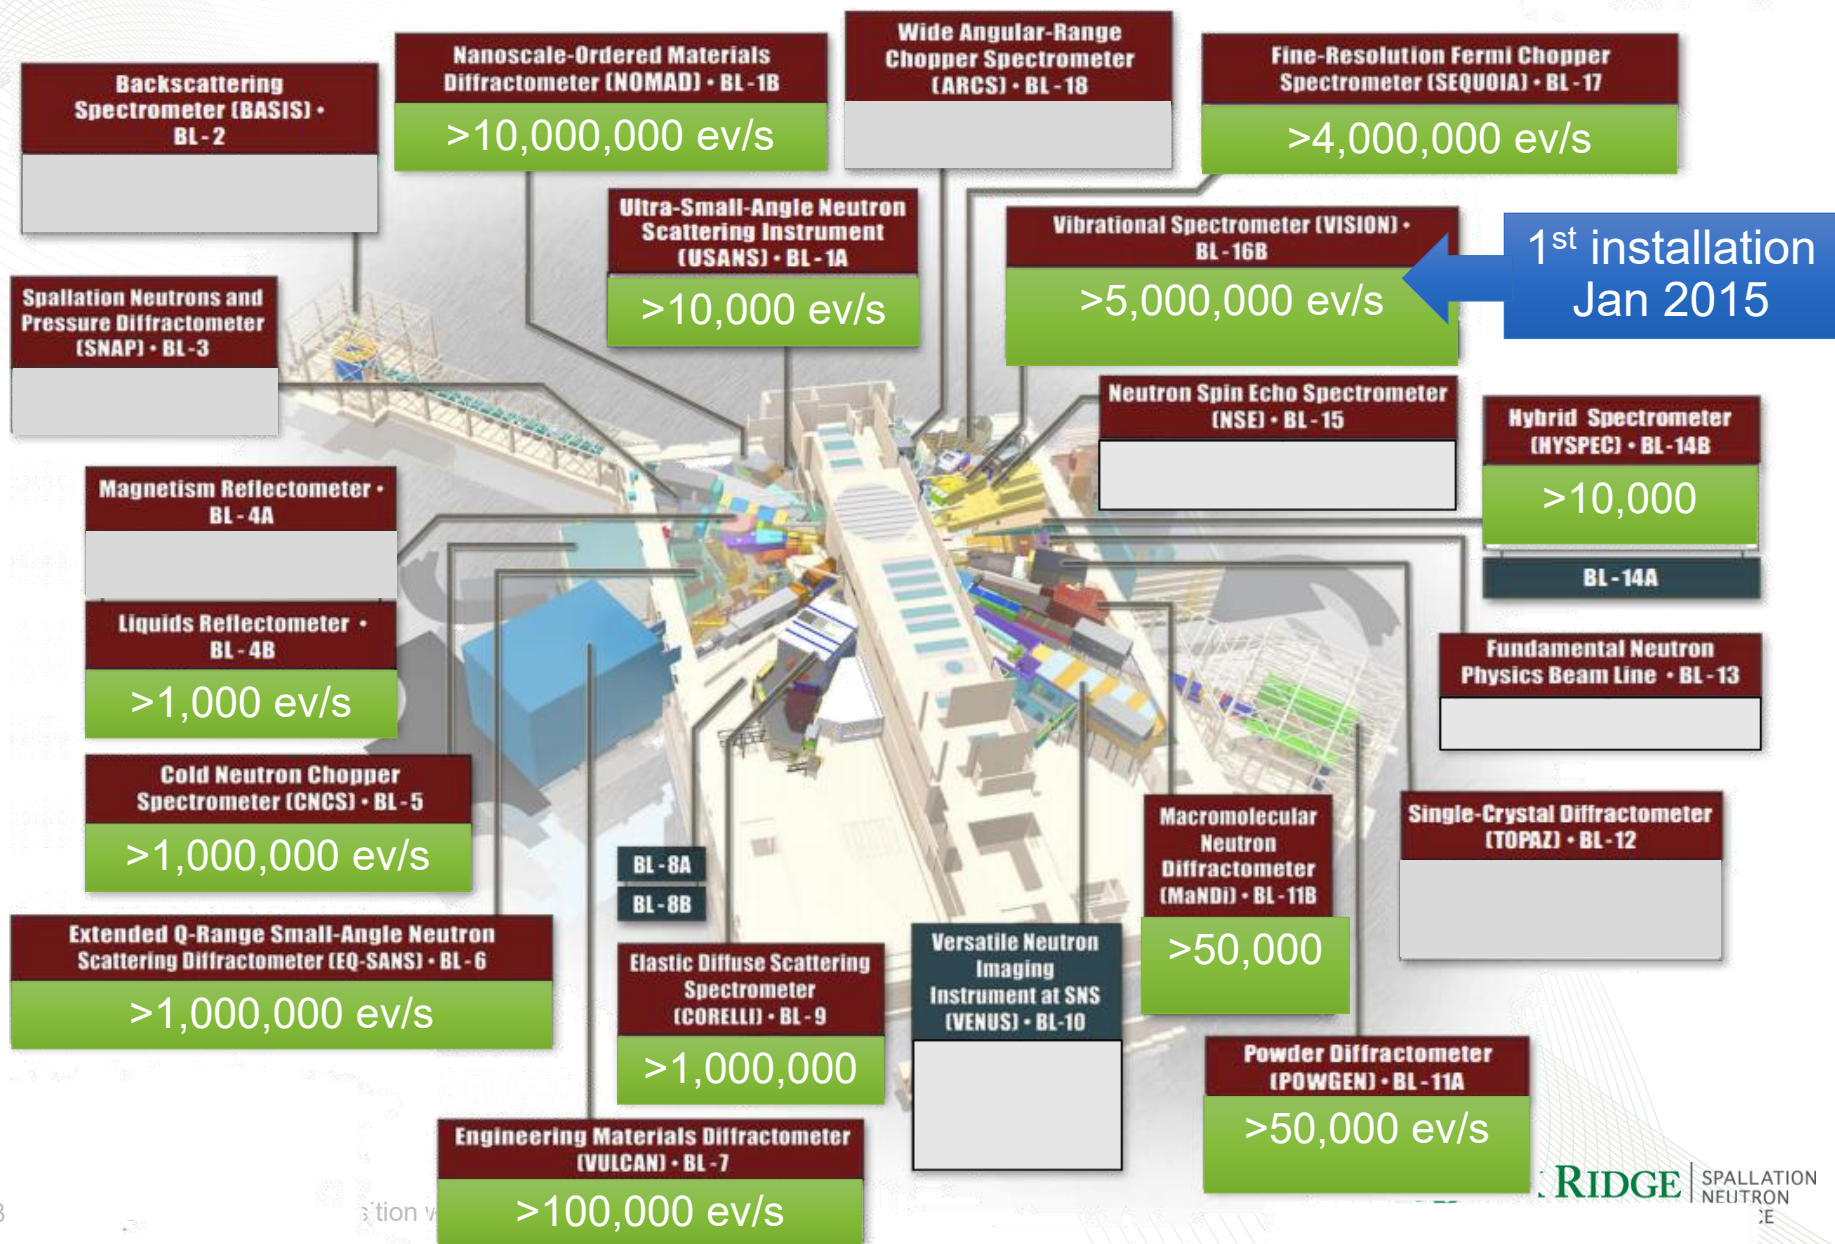 Backscattering
Spectrometer (BASIS) •
BL-2
Nanoscale-Ordered Materials
Diffractometer (NOMAD) • BL-1B
>10,000,000 ev/s
Wide Angular-Range
Chopper Spectrometer
(ARCS) • BL-18
Fine-Resolution Fermi Chopper
Spectrometer (SEQUOIA) • BL-17
>4,000,000 ev/s
Ultra-Small-Angle Neutron
Scattering Instrument
(USANS) • BL-1A
>10,000 ev/s
Vibrational Spectrometer (VISION) •
BL-16B
>5,000,000 ev/s
1st installation
Jan 2015
Spallation Neutrons and
Pressure Diffractometer
(SNAP) • BL-3
Neutron Spin Echo Spectrometer
(NSE) • BL-15
Hybrid Spectrometer
(HYSPEC) • BL-14B
>10,000
BL-14A
Magnetism Reflectometer •
BL-4A
Liquids Reflectometer •
BL-4B
>1,000 ev/s
Fundamental Neutron
Physics Beam Line • BL-13
Cold Neutron Chopper
Spectrometer (CNCS) • BL-5
>1,000,000 ev/s
BL-8A
BL-8B
Macromolecular
Neutron
Diffractometer
(MaNDi) • BL-11B
>50,000
Single-Crystal Diffractometer
(TOPAZ) • BL-12
Extended Q-Range Small-Angle Neutron
Scattering Diffractometer (EQ-SANS) • BL-6
>1,000,000 ev/s
Elastic Diffuse Scattering
Spectrometer
(CORELLI) • BL-9
>1,000,000
Versatile Neutron
Imaging
Instrument at SNS
(VENUS) • BL-10
Powder Diffractometer
(POWGEN) • BL-11A
>50,000 ev/s
Engineering Materials Diffractometer
(VULCAN) • BL-7
>100,000 ev/s
RIDGE
SPALLATION
NEUTRON